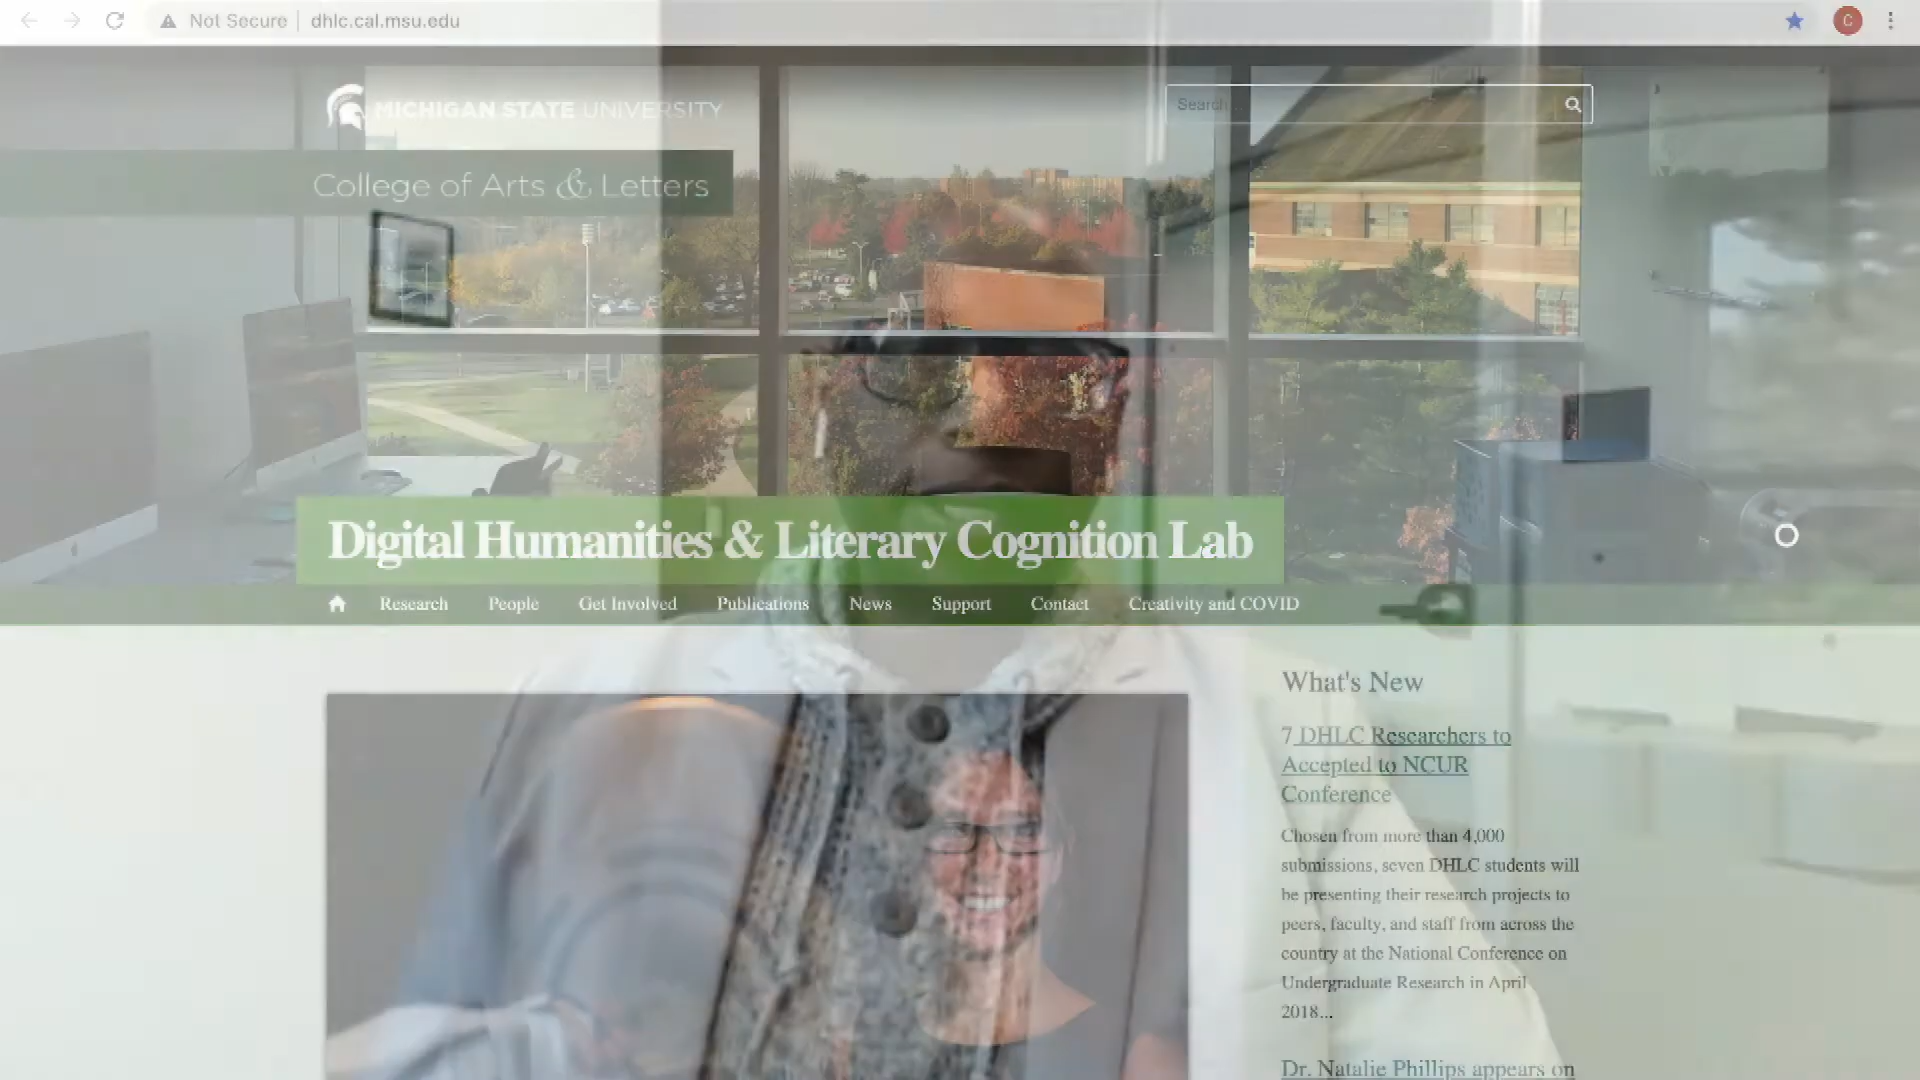 Not Secure | dhlc.cal.msu.edu
C
MICHIGAN STATE UNIVERSITY
Search...
College of Arts & Letters
Digital Humanities & Literary Cognition Lab
Research People Get Involved Publications News Support Contact Creativity and COVID
What's New
7 DHLC Researchers to
Accepted to NCUR
Conference
Chosen from more than 4,000
submissions, seven DHLC students will
be presenting their research projects to
peers, faculty, and staff from across the
country at the National Conference on
Undergraduate Research in April
2018...
Dr. Natalie Phillips appears on